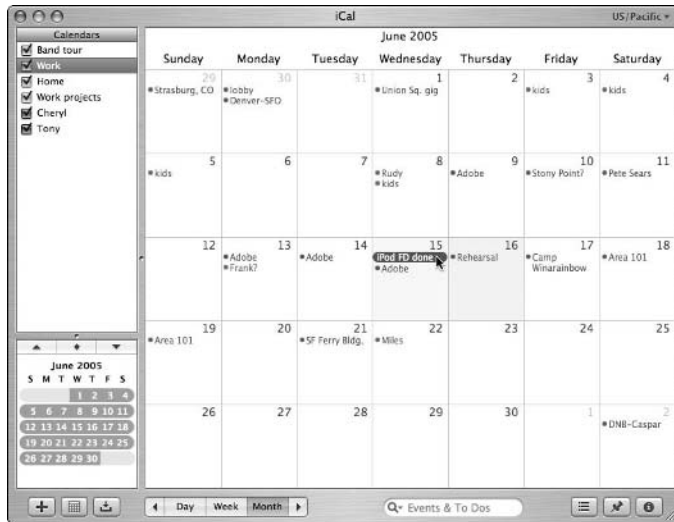 iCal
US/Pacific
Calendars
Band tour
Work
Home
Work projects
Cheryl
Tony
June 2005
Sunday Monday Tuesday Wednesday Thursday Friday Saturday
29 30 31 1 2 3 4
Strasburg, CO lobby Union Sq. gig kids kids
Denver-SFO
5 6 7 8 9 10 11
kids Rudy Adobe Stony Point? Pete Sears
kids
12 13 14 15 16 17 18
Adobe Adobe iPod FD done Rehearsal Camp Area 101
Frank? Adobe Winarainbow
19 20 21 22 23 24 25
Area 101 SF Ferry Bldg. Miles
26 27 28 29 30 1 2
DNB-Caspar
June 2005
S M T W T F S
1 2 3 4
5 6 7 8 9 10 11
12 13 14 15 16 17 18
19 20 21 22 23 24 25
26 27 28 29 30
Day Week Month
Events & To Dos